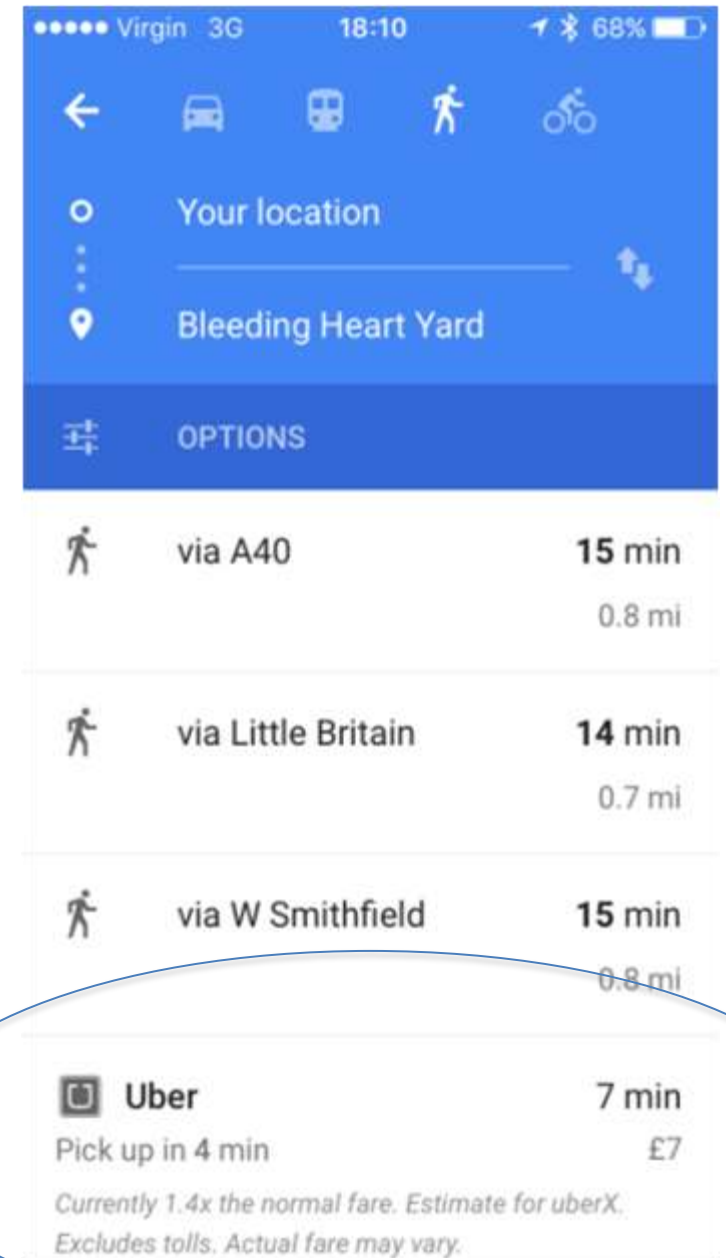 Virgin 3G 18:10 68%
Your location
Bleeding Heart Yard
OPTIONS
via A40 15 min
0.8 mi
via Little Britain 14 min
0.7 mi
via W Smithfield 15 min
0.8 mi
Uber 7 min
Pick up in 4 min £7
Currently 1.4x the normal fare. Estimate for uberX.
Excludes tolls. Actual fare may vary.